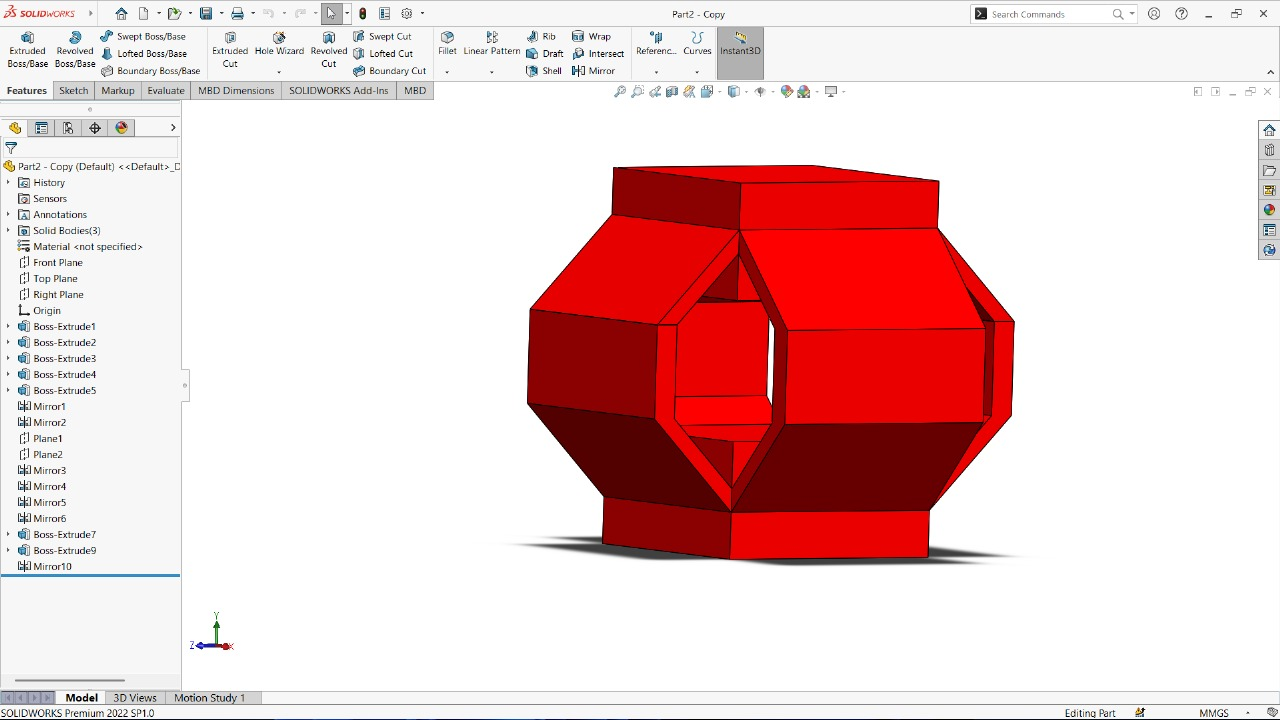 SOLIDWORKS
Part2 - Copy
Search Commands
Extruded Boss/Base
Revolved Boss/Base
Swept Boss/Base
Lofted Boss/Base
Boundary Boss/Base
Extruded Cut
Hole Wizard
Revolved Cut
Swept Cut
Lofted Cut
Boundary Cut
Fillet
Linear Pattern
Rib
Draft
Shell
Wrap
Intersect
Mirror
Referenc...
Curves
Instant3D
Features Sketch Markup Evaluate MBD Dimensions SOLIDWORKS Add-Ins MBD
Part2 - Copy (Default) <<Default>_D
History
Sensors
Annotations
Solid Bodies(3)
Material <not specified>
Front Plane
Top Plane
Right Plane
Origin
Boss-Extrude1
Boss-Extrude2
Boss-Extrude3
Boss-Extrude4
Boss-Extrude5
Mirror1
Mirror2
Plane1
Plane2
Mirror3
Mirror4
Mirror5
Mirror6
Boss-Extrude7
Boss-Extrude9
Mirror10
Y
Z
X
Model 3D Views Motion Study 1
SOLIDWORKS Premium 2022 SP1.0
Editing Part
MMGS